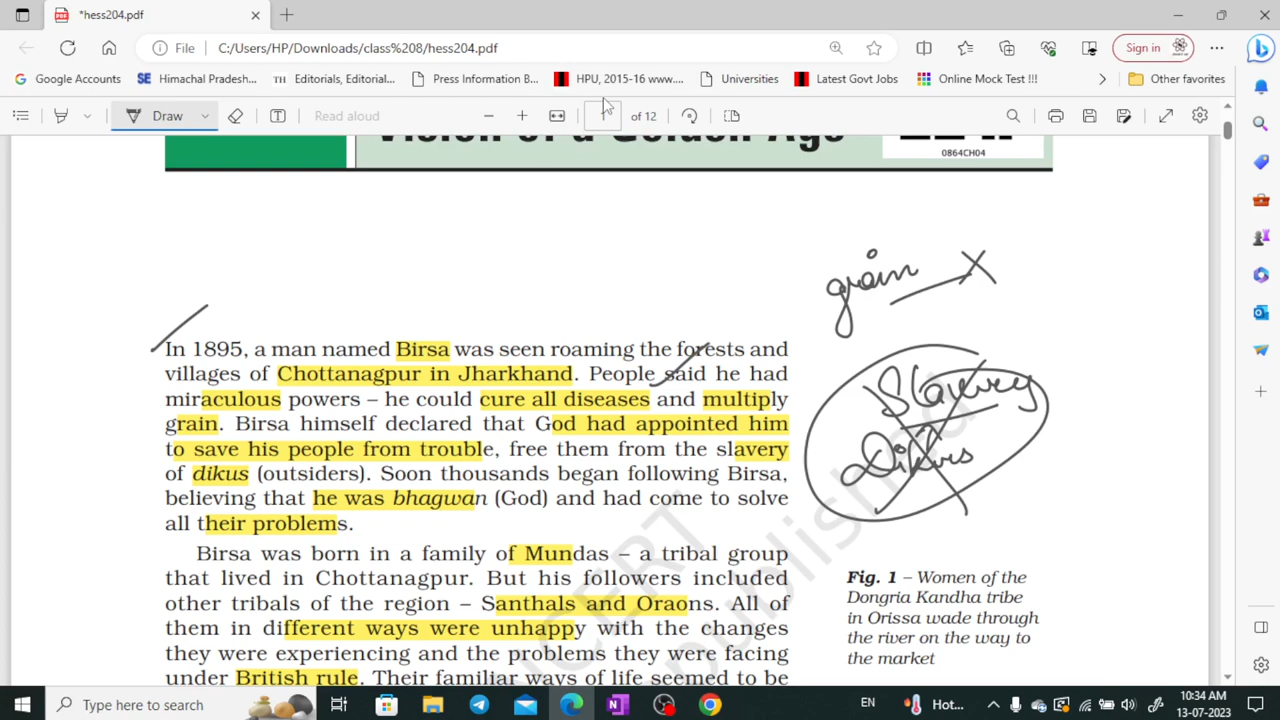 *hess204.pdf
File C:/Users/HP/Downloads/class%208/hess204.pdf
Sign in
Google Accounts
SE Himachal Pradesh...
TH Editorials, Editorial...
Press Information B...
HPU, 2015-16 www....
Universities
Latest Govt Jobs
Online Mock Test !!!
Other favorites
Draw
Read aloud
of 12
Vision of a Golden Age
0864CH04
grain X
In 1895, a man named Birsa was seen roaming the forests and
villages of Chottanagpur in Jharkhand. People said he had
miraculous powers – he could cure all diseases and multiply
grain. Birsa himself declared that God had appointed him
to save his people from trouble, free them from the slavery
of dikus (outsiders). Soon thousands began following Birsa,
believing that he was bhagwan (God) and had come to solve
all their problems.
Slavery
Dikus
Birsa was born in a family of Mundas – a tribal group
that lived in Chottanagpur. But his followers included
other tribals of the region – Santhals and Oraons. All of
them in different ways were unhappy with the changes
they were experiencing and the problems they were facing
under British rule. Their familiar ways of life seemed to be
Fig. 1 – Women of the
Dongria Kandha tribe
in Orissa wade through
the river on the way to
the market
NCERT
published
Type here to search
EN
Hot...
10:34 AM
13-07-2023